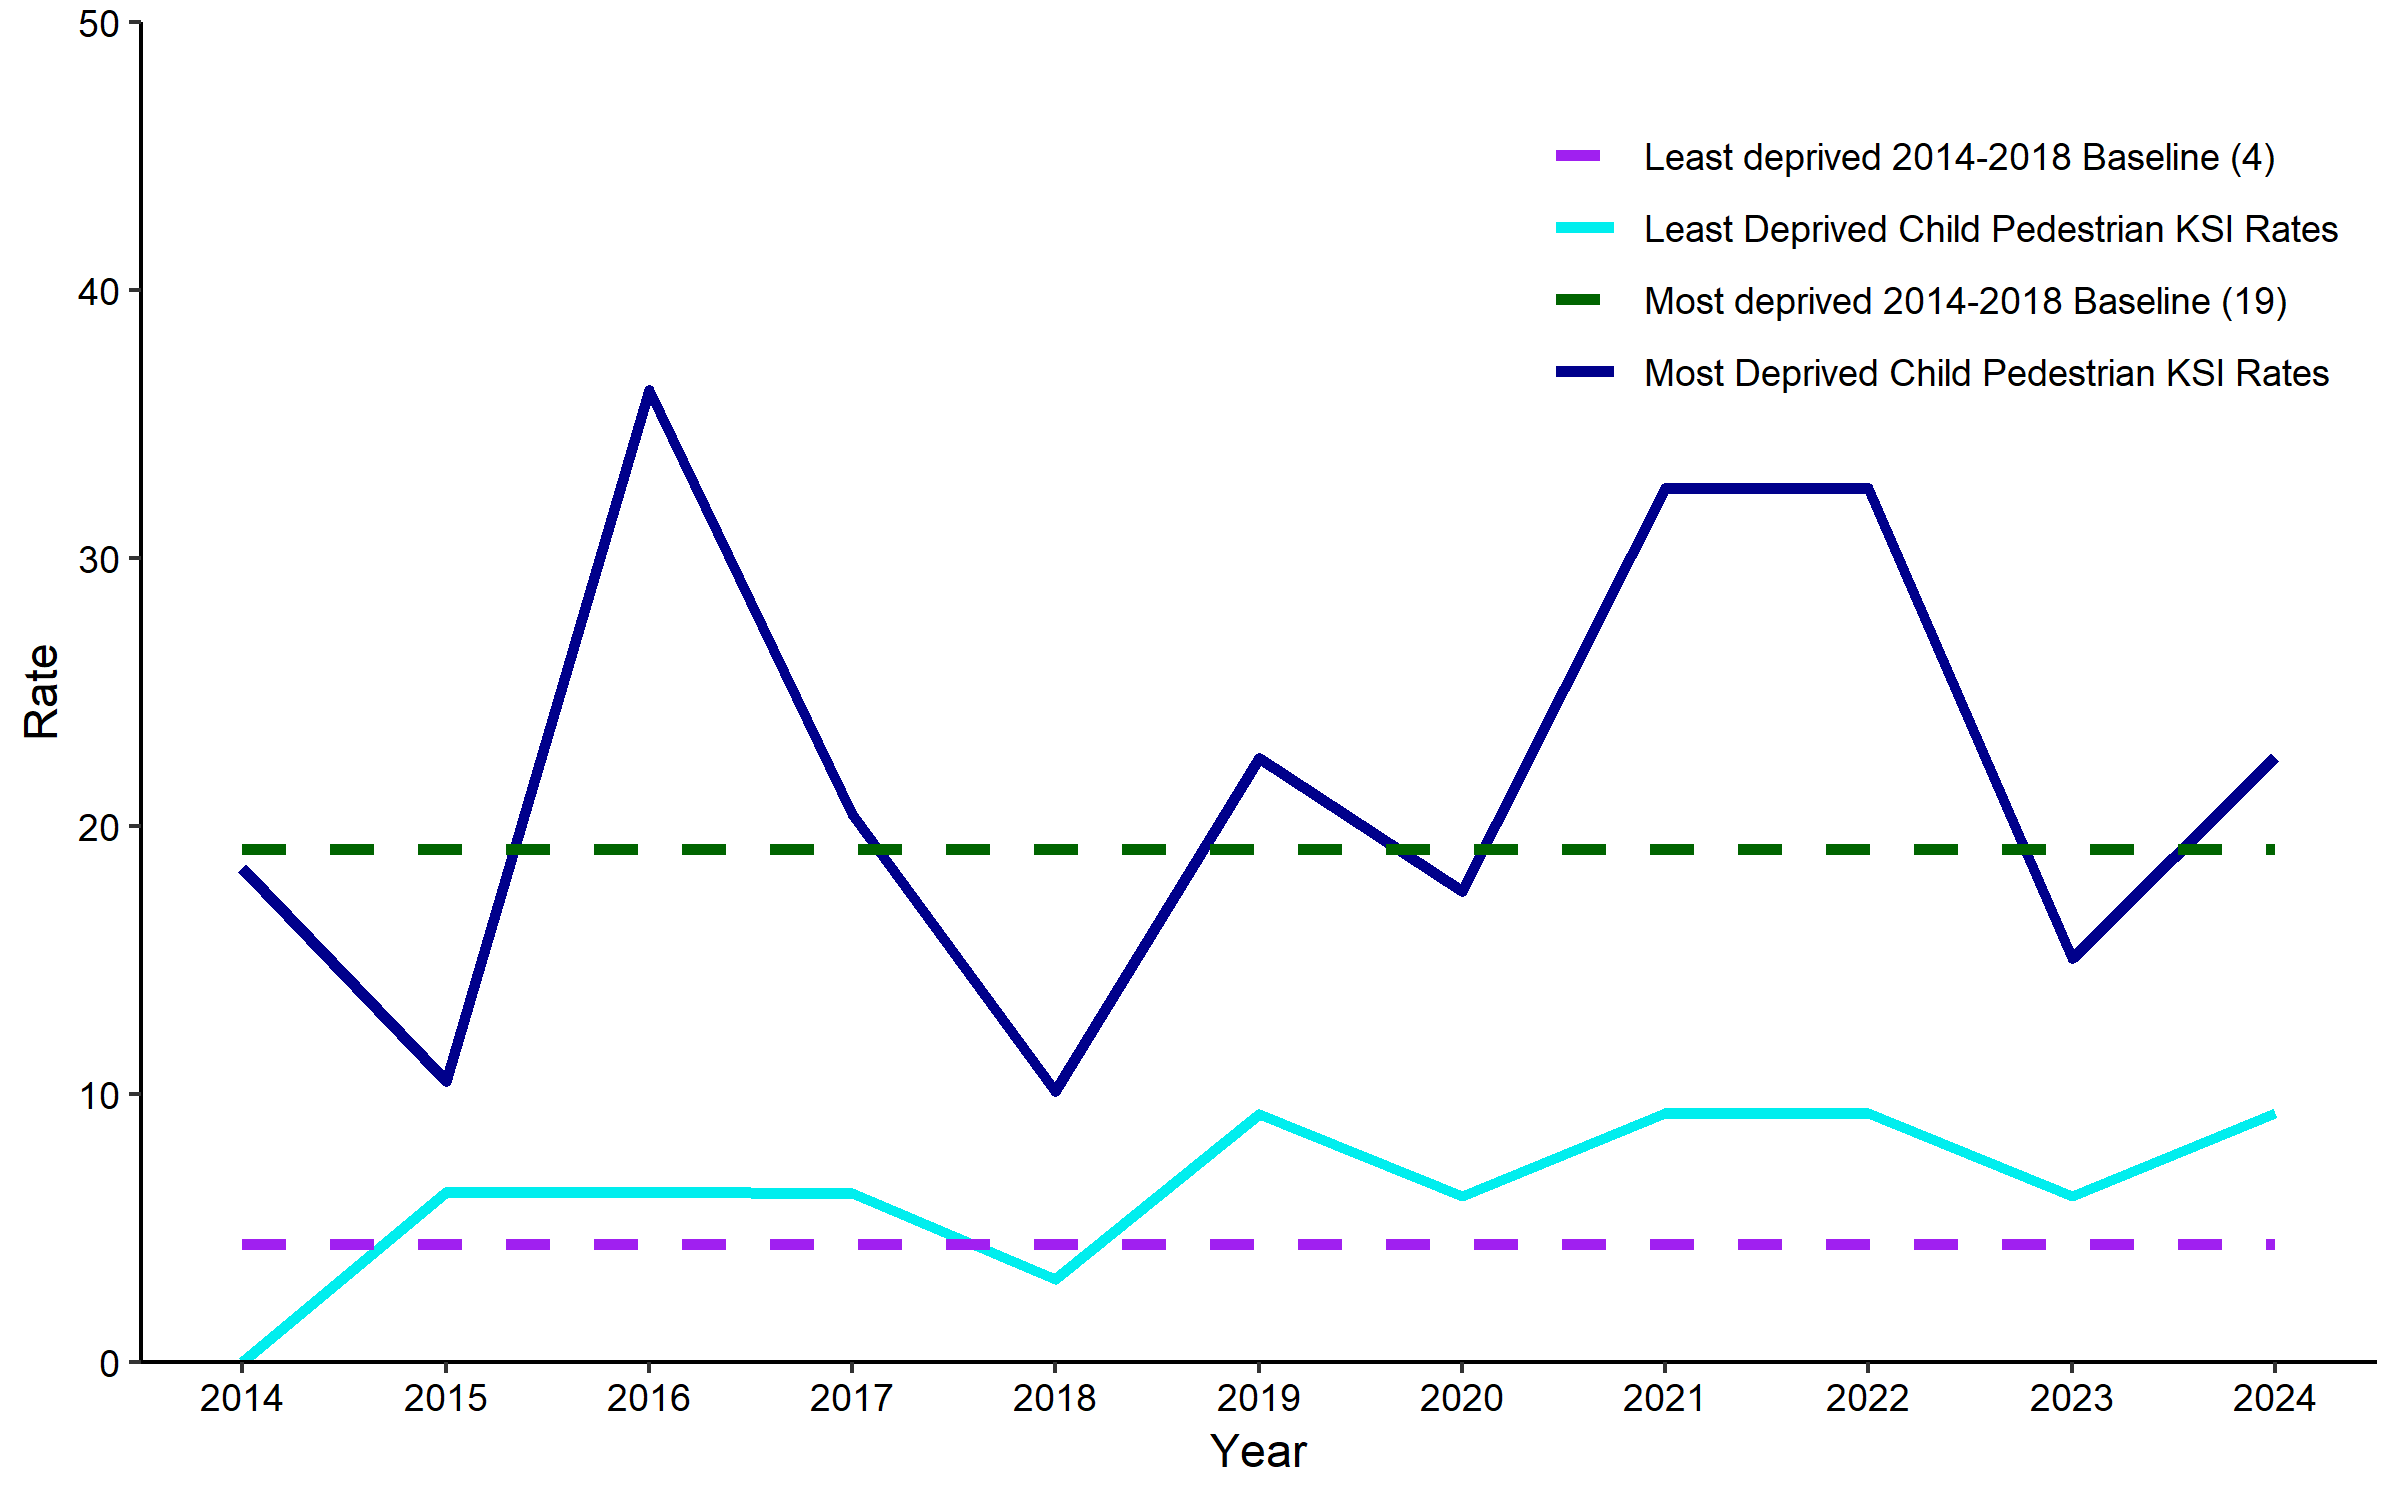 50
40
30
20
10
0
Rate
Least deprived 2014-2018 Baseline (4)
Least Deprived Child Pedestrian KSI Rates
Most deprived 2014-2018 Baseline (19)
Most Deprived Child Pedestrian KSI Rates
2014 2015 2016 2017 2018 2019 2020 2021 2022 2023 2024
Year